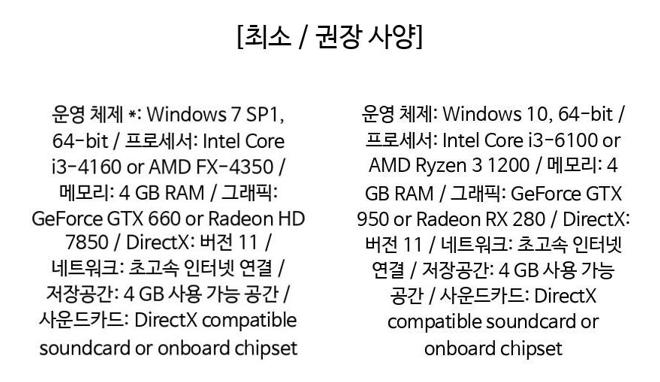 [최소 / 권장 사양]
운영 체제 *: Windows 7 SP1,
64-bit / 프로세서: Intel Core
i3-4160 or AMD FX-4350 /
메모리: 4 GB RAM / 그래픽:
GeForce GTX 660 or Radeon HD
7850 / DirectX: 버전 11 /
네트워크: 초고속 인터넷 연결 /
저장공간: 4 GB 사용 가능 공간 /
사운드카드: DirectX compatible
soundcard or onboard chipset
운영 체제: Windows 10, 64-bit /
프로세서: Intel Core i3-6100 or
AMD Ryzen 3 1200 / 메모리: 4
GB RAM / 그래픽: GeForce GTX
950 or Radeon RX 280 / DirectX:
버전 11 / 네트워크: 초고속 인터넷
연결 / 저장공간: 4 GB 사용 가능
공간 / 사운드카드: DirectX
compatible soundcard or
onboard chipset